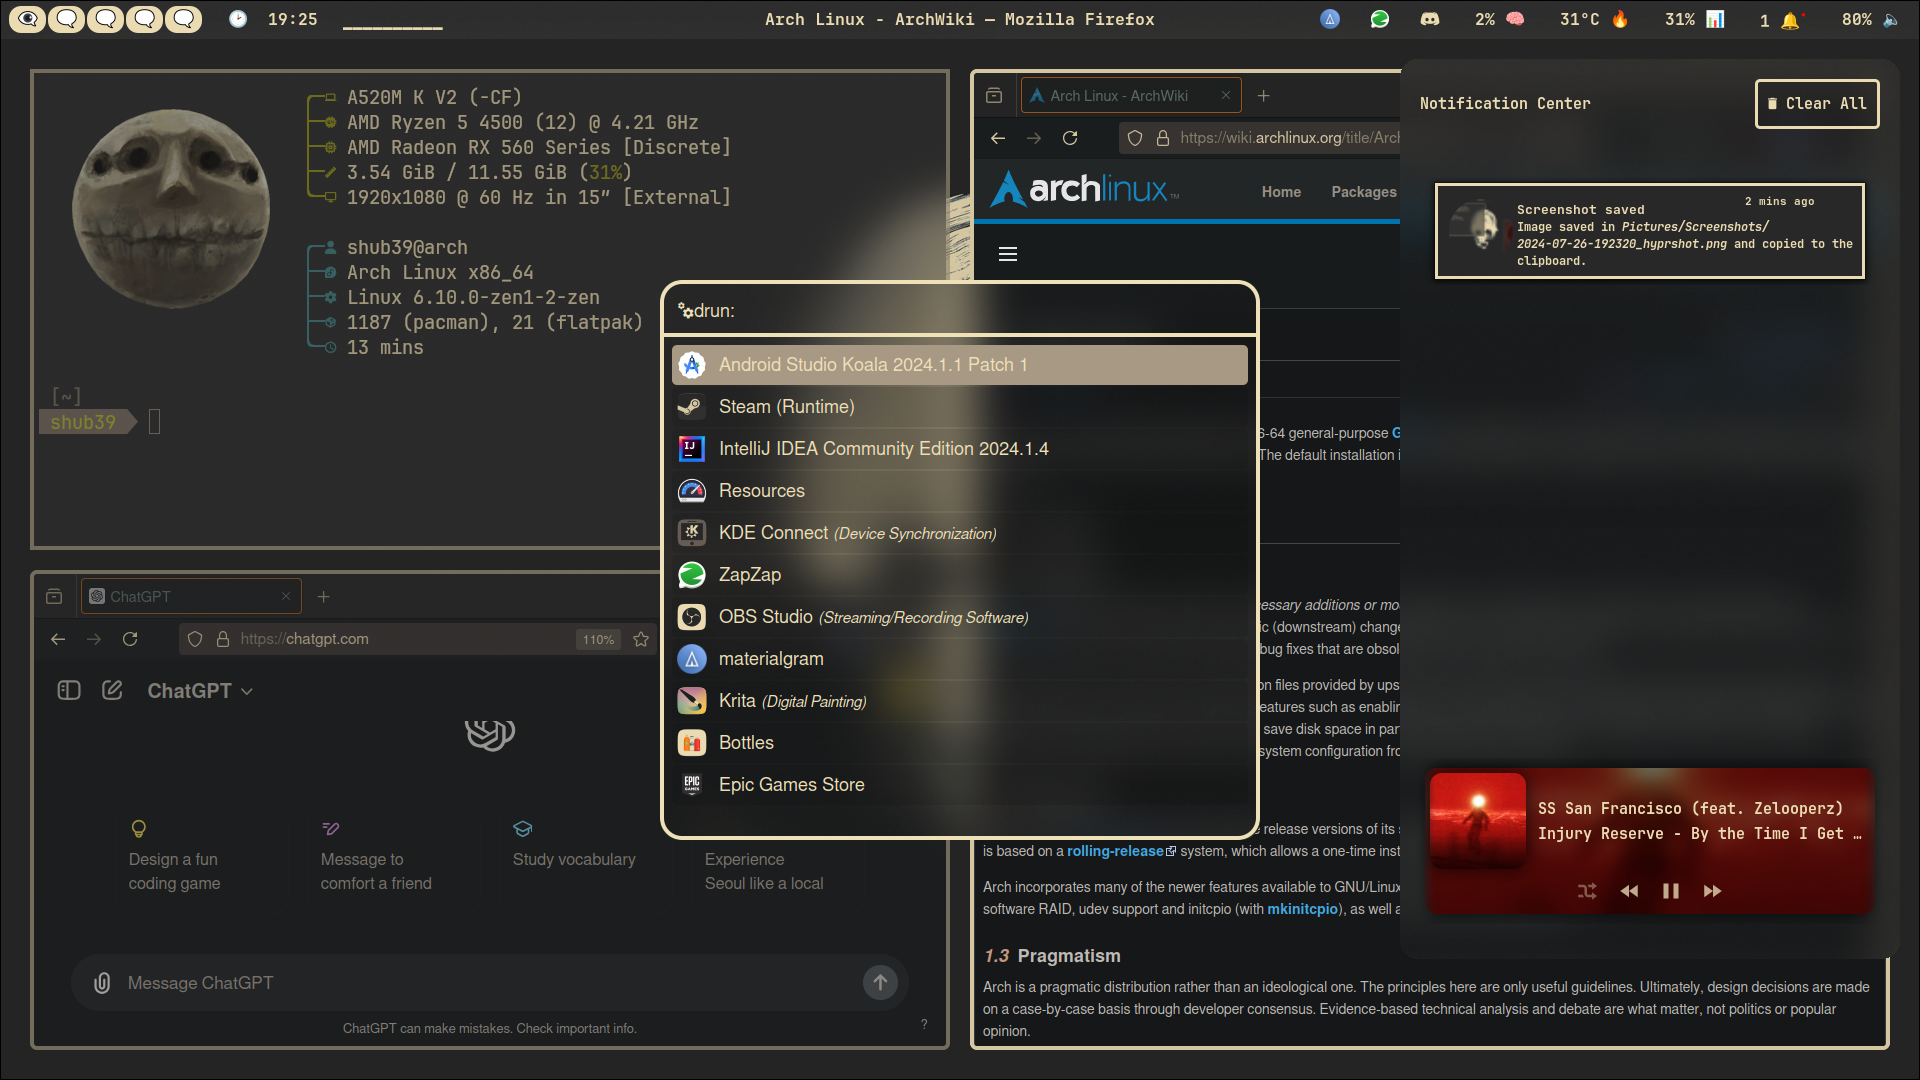 19:25
Arch Linux - ArchWiki — Mozilla Firefox
2%
31°C
31%
1
80%
A520M K V2 (-CF)
AMD Ryzen 5 4500 (12) @ 4.21 GHz
AMD Radeon RX 560 Series [Discrete]
3.54 GiB / 11.55 GiB (31%)
1920x1080 @ 60 Hz in 15″ [External]
shub39@arch
Arch Linux x86_64
Linux 6.10.0-zen1-2-zen
1187 (pacman), 21 (flatpak)
13 mins
[~]
shub39
Arch Linux - ArchWiki
https://wiki.archlinux.org/title/Arc
archlinux™
Home Packages
Notification Center
Clear All
Screenshot saved
2 mins ago
Image saved in Pictures/Screenshots/
2024-07-26-192320_hyprshot.png and copied to the
clipboard.
drun:
Android Studio Koala 2024.1.1 Patch 1
Steam (Runtime)
IntelliJ IDEA Community Edition 2024.1.4
Resources
KDE Connect (Device Synchronization)
ZapZap
OBS Studio (Streaming/Recording Software)
materialgram
Krita (Digital Painting)
Bottles
Epic Games Store
6-64 general-purpose G
The default installation i
cessary additions or mo
ic (downstream) change
bug fixes that are obsol
on files provided by ups
eatures such as enablin
save disk space in par
system configuration fro
release versions of its
is based on a rolling-release system, which allows a one-time inst
Arch incorporates many of the newer features available to GNU/Linux
software RAID, udev support and initcpio (with mkinitcpio), as well a
1.3 Pragmatism
Arch is a pragmatic distribution rather than an ideological one. The principles here are only useful guidelines. Ultimately, design decisions are made
on a case-by-case basis through developer consensus. Evidence-based technical analysis and debate are what matter, not politics or popular
opinion.
SS San Francisco (feat. Zelooperz)
Injury Reserve - By the Time I Get …
ChatGPT
https://chatgpt.com
110%
ChatGPT
Design a fun
coding game
Message to
comfort a friend
Study vocabulary
Experience
Seoul like a local
Message ChatGPT
ChatGPT can make mistakes. Check important info.
?